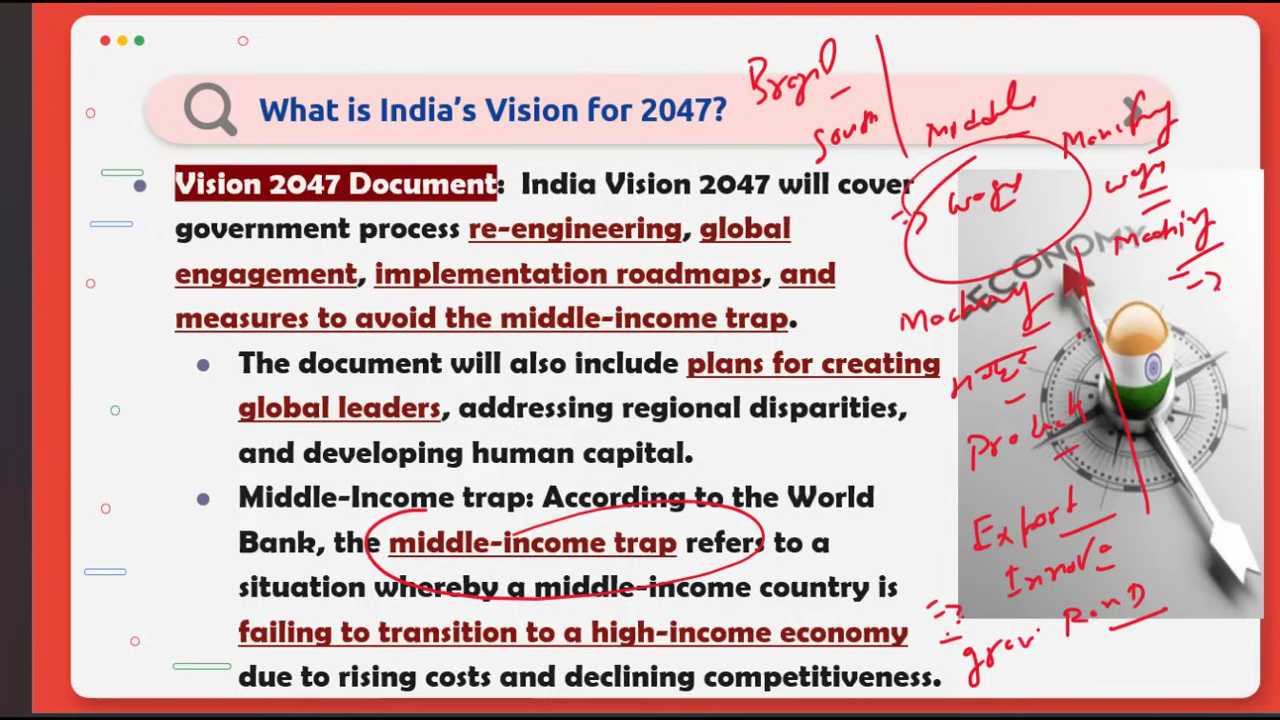 What is India's Vision for 2047?
Vision 2047 Document: India Vision 2047 will cover
government process re-engineering, global
engagement, implementation roadmaps, and
measures to avoid the middle-income trap.
The document will also include plans for creating
global leaders, addressing regional disparities,
and developing human capital.
Middle-Income trap: According to the World
Bank, the middle-income trap refers to a
situation whereby a middle-income country is
failing to transition to a high-income economy
due to rising costs and declining competitiveness.
South
Middle
wages
Export
R n D
ECONOMY